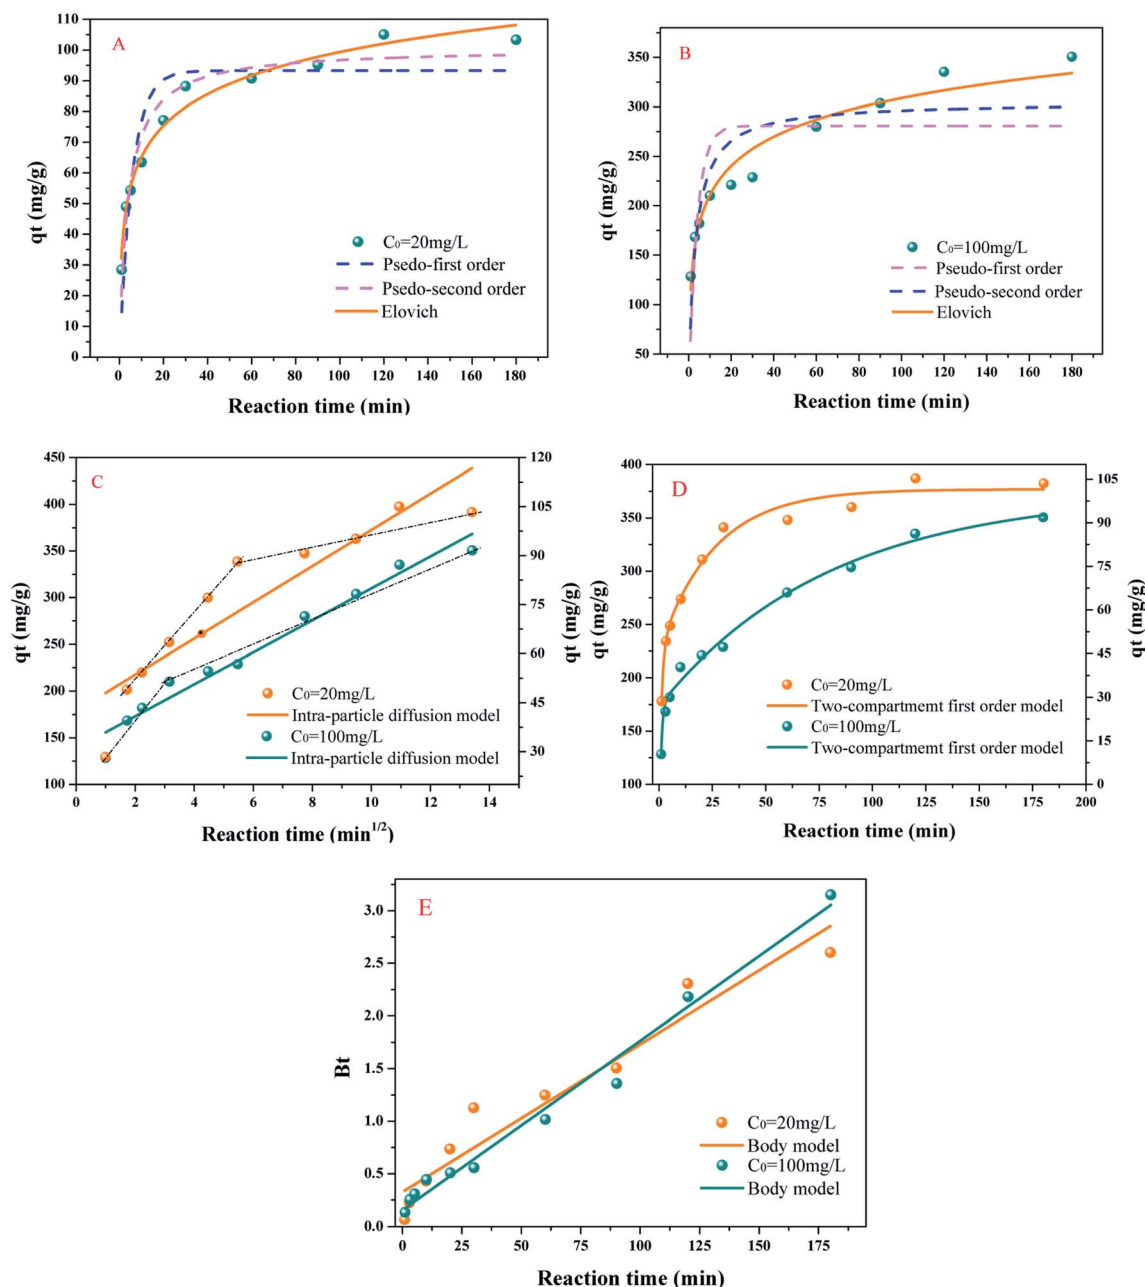 A
110
100
90
80
70
60
50
40
30
20
10
0
qt (mg/g)
C₀=20mg/L
Psedo-first order
Psedo-second order
Elovich
0 20 40 60 80 100 120 140 160 180
Reaction time (min)
B
350
300
250
200
150
100
50
qt (mg/g)
C₀=100mg/L
Pseudo-first order
Pseudo-second order
Elovich
0 20 40 60 80 100 120 140 160 180
Reaction time (min)
C
450
400
350
300
250
200
150
100
qt (mg/g)
120
105
90
75
60
45
30
qt (mg/g)
C₀=20mg/L
Intra-particle diffusion model
C₀=100mg/L
Intra-particle diffusion model
0 2 4 6 8 10 12 14
Reaction time (min^1/2)
D
400
350
300
250
200
150
100
qt (mg/g)
105
90
75
60
45
30
15
0
qt (mg/g)
C₀=20mg/L
Two-compartmemt first order model
C₀=100mg/L
Two-compartmemt first order model
0 25 50 75 100 125 150 175 200
Reaction time (min)
E
3.0
2.5
2.0
1.5
1.0
0.5
0.0
Bt
C₀=20mg/L
Body model
C₀=100mg/L
Body model
0 25 50 75 100 125 150 175
Reaction time (min)